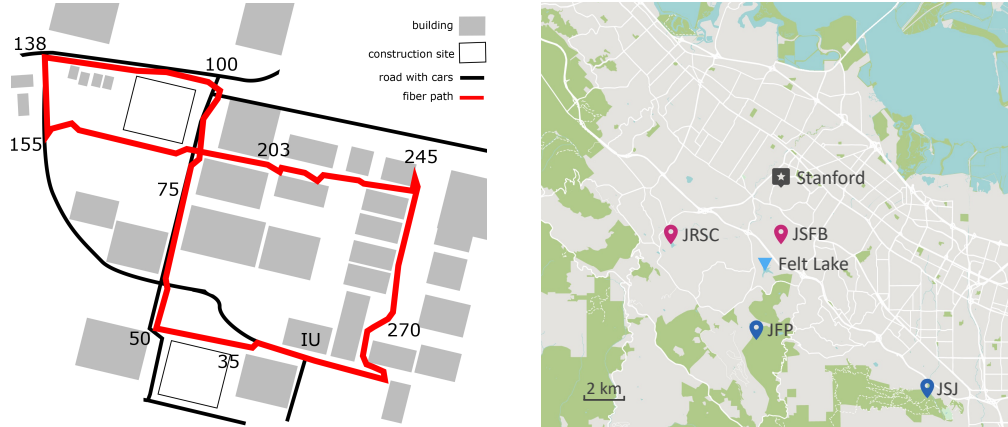 building
construction site
road with cars
fiber path
138
100
155
203
245
75
50
35
IU
270
Stanford
JRSC
JSFB
Felt Lake
JFP
JSJ
2 km